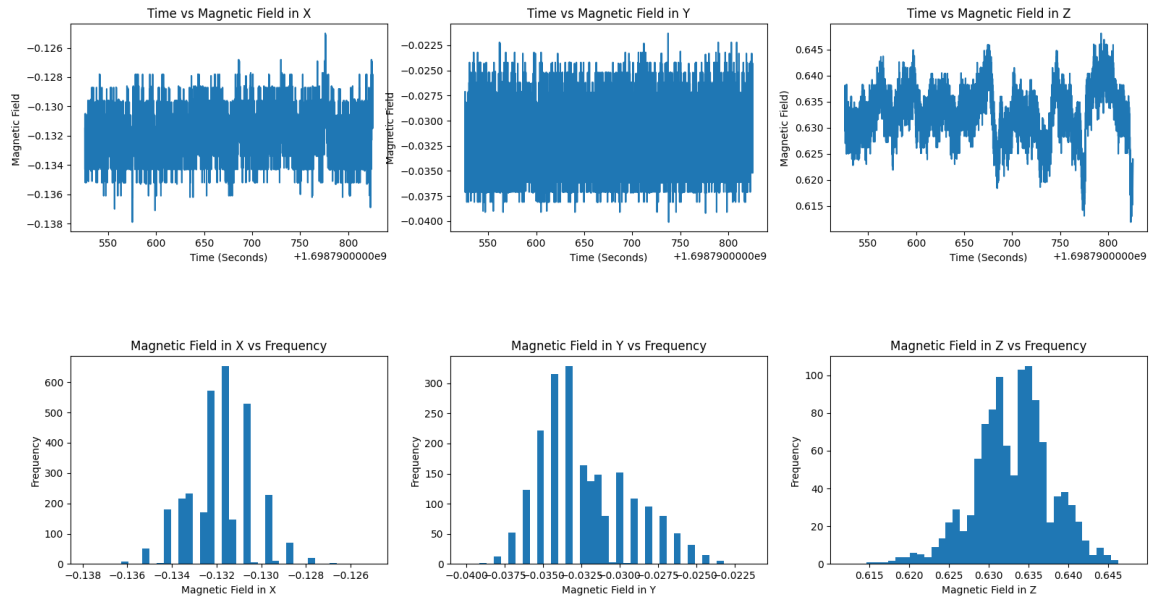 Time vs Magnetic Field in X
Magnetic Field
−0.126
−0.128
−0.130
−0.132
−0.134
−0.136
−0.138
550 600 650 700 750 800
Time (Seconds)
+1.6987900000e9
Time vs Magnetic Field in Y
Magnetic Field
−0.0225
−0.0250
−0.0275
−0.0300
−0.0325
−0.0350
−0.0375
−0.0400
550 600 650 700 750 800
Time (Seconds)
+1.6987900000e9
Time vs Magnetic Field in Z
Magnetic Field)
0.645
0.640
0.635
0.630
0.625
0.620
0.615
550 600 650 700 750 800
Time (Seconds)
+1.6987900000e9
Magnetic Field in X vs Frequency
Frequency
600
500
400
300
200
100
0
−0.138 −0.136 −0.134 −0.132 −0.130 −0.128 −0.126
Magnetic Field in X
Magnetic Field in Y vs Frequency
Frequency
300
250
200
150
100
50
0
−0.0400 −0.0375 −0.0350 −0.0325 −0.0300 −0.0275 −0.0250 −0.0225
Magnetic Field in Y
Magnetic Field in Z vs Frequency
Frequency
100
80
60
40
20
0
0.615 0.620 0.625 0.630 0.635 0.640 0.645
Magnetic Field in Z